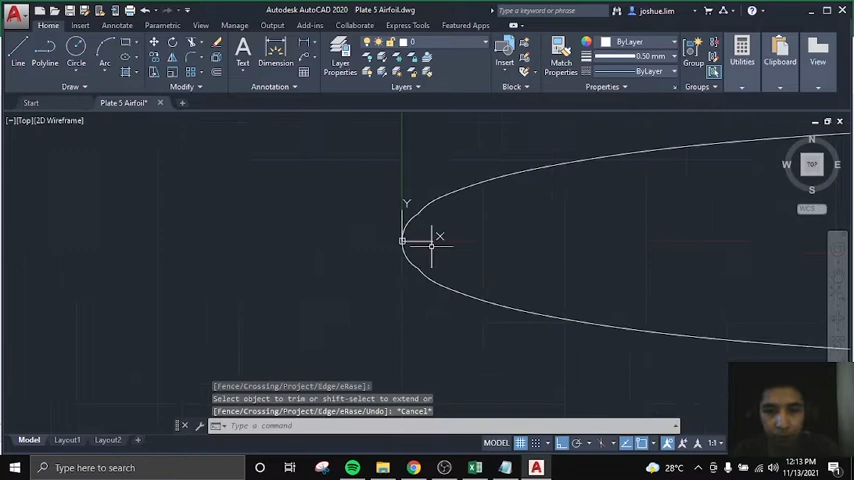 Autodesk AutoCAD 2020 Plate 5 Airfoil.dwg
Type a keyword or phrase
joshue.lim
Home Insert Annotate Parametric View Manage Output Add-ins Collaborate Express Tools Featured Apps
Line Polyline Circle Arc
Text Dimension
Layer
Properties
0
Insert
Match
Properties
ByLayer
0.50 mm
ByLayer
Group
Utilities Clipboard View
Draw Modify Annotation Layers Block Properties Groups
Start Plate 5 Airfoil*
[−][Top][2D Wireframe]
N
W TOP E
S
WCS
Y
X
[Fence/Crossing/Project/Edge/eRase]:
Select object to trim or shift-select to extend or
[Fence/Crossing/Project/Edge/eRase/Undo]: *Cancel*
Type a command
Model Layout1 Layout2
MODEL 1:1
Type here to search
28°C
12:13 PM
11/13/2021